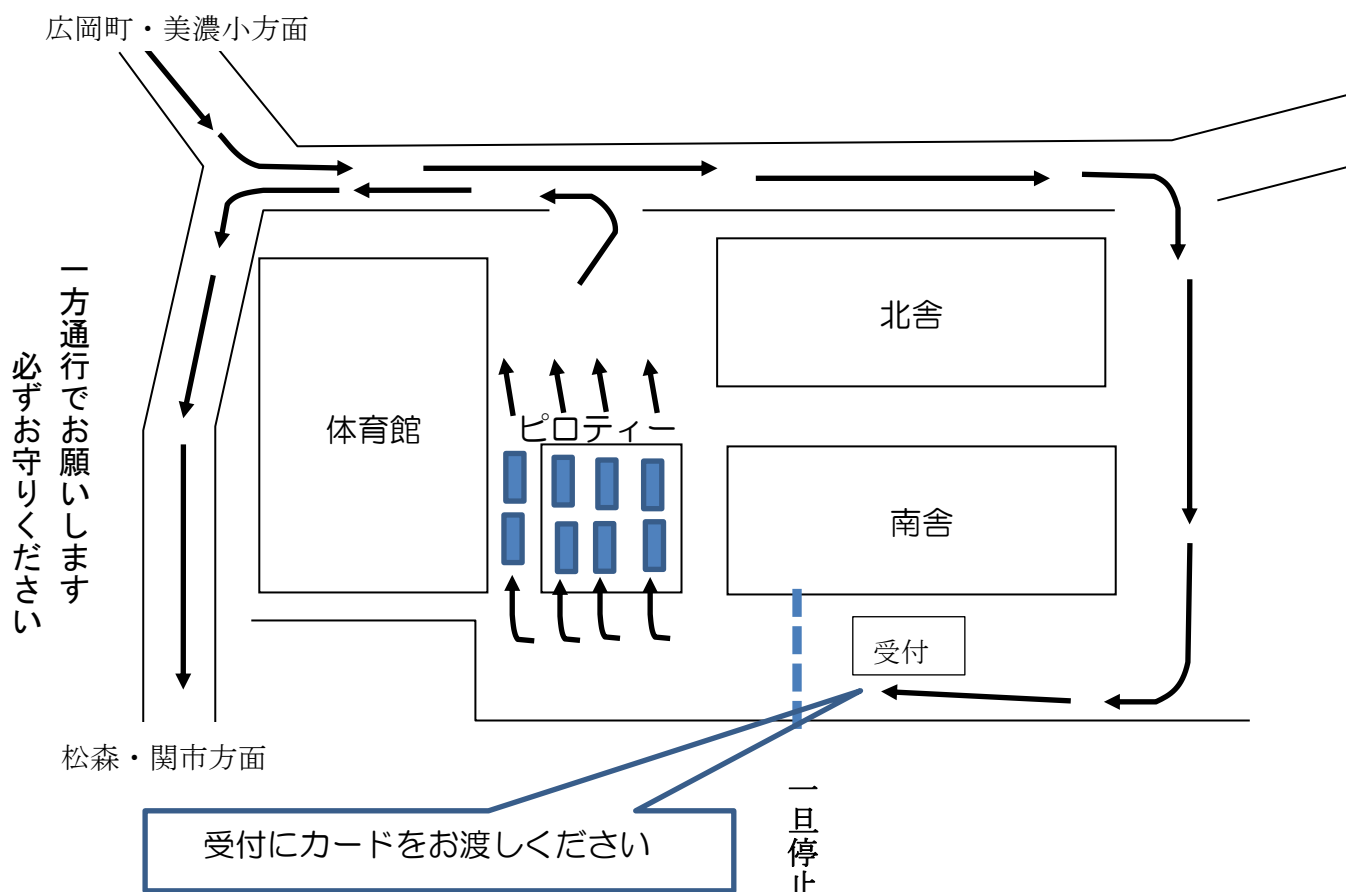 広岡町・美濃小方面
一方通行でお願いします
必ずお守りください
北舎
体育館
ピロティー
南舎
受付
松森・関市方面
受付にカードをお渡しください
一旦停止